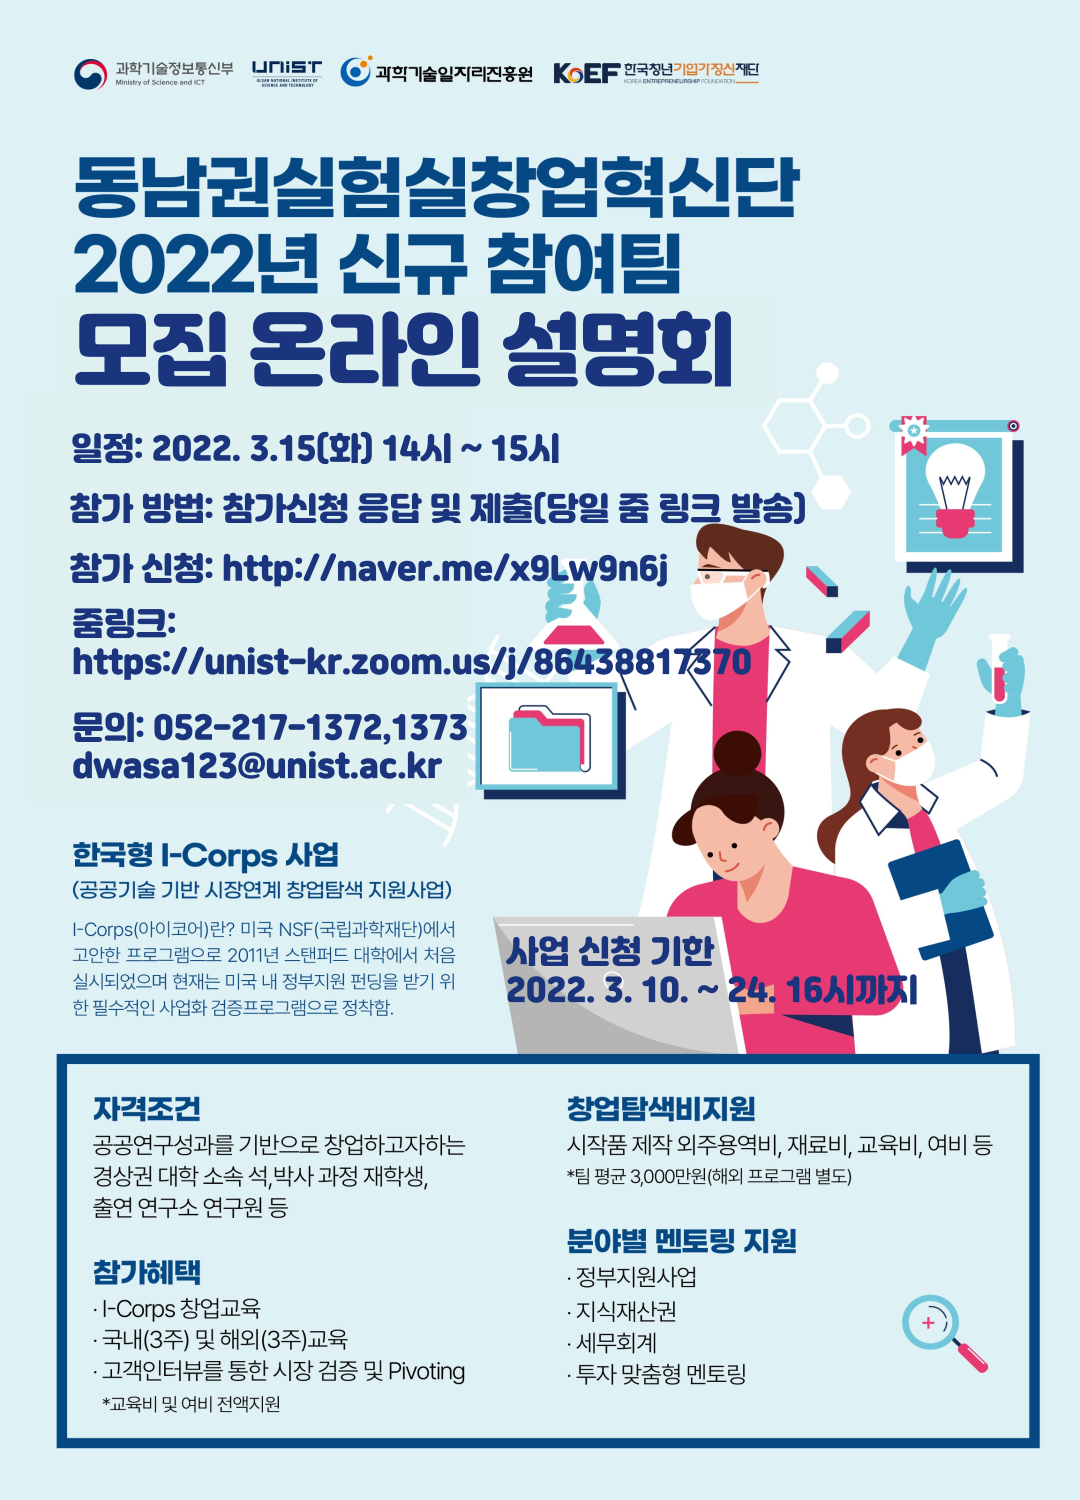 과학기술정보통신부
Ministry of Science and ICT
UNIST
ULSAN NATIONAL INSTITUTE OF
SCIENCE AND TECHNOLOGY
과학기술일자리진흥원
KoEF 한국청년기업가정신재단
KOREA ENTREPRENEURSHIP FOUNDATION
동남권실험실창업혁신단
2022년 신규 참여팀
모집 온라인 설명회
일정: 2022. 3.15(화) 14시 ~ 15시
참가 방법: 참가신청 응답 및 제출(당일 줌 링크 발송)
참가 신청: http://naver.me/x9Lw9n6j
줌링크:
https://unist-kr.zoom.us/j/86438817370
문의: 052-217-1372,1373
dwasa123@unist.ac.kr
한국형 I-Corps 사업
(공공기술 기반 시장연계 창업탐색 지원사업)
I-Corps(아이코어)란? 미국 NSF(국립과학재단)에서
고안한 프로그램으로 2011년 스탠퍼드 대학에서 처음
실시되었으며 현재는 미국 내 정부지원 펀딩을 받기 위
한 필수적인 사업화 검증프로그램으로 정착함.
사업 신청 기한
2022. 3. 10. ~ 24. 16시까지
자격조건
공공연구성과를 기반으로 창업하고자하는
경상권 대학 소속 석,박사 과정 재학생,
출연 연구소 연구원 등
참가혜택
· I-Corps 창업교육
· 국내(3주) 및 해외(3주)교육
· 고객인터뷰를 통한 시장 검증 및 Pivoting
*교육비 및 여비 전액지원
창업탐색비지원
시작품 제작 외주용역비, 재료비, 교육비, 여비 등
*팀 평균 3,000만원(해외 프로그램 별도)
분야별 멘토링 지원
· 정부지원사업
· 지식재산권
· 세무회계
· 투자 맞춤형 멘토링